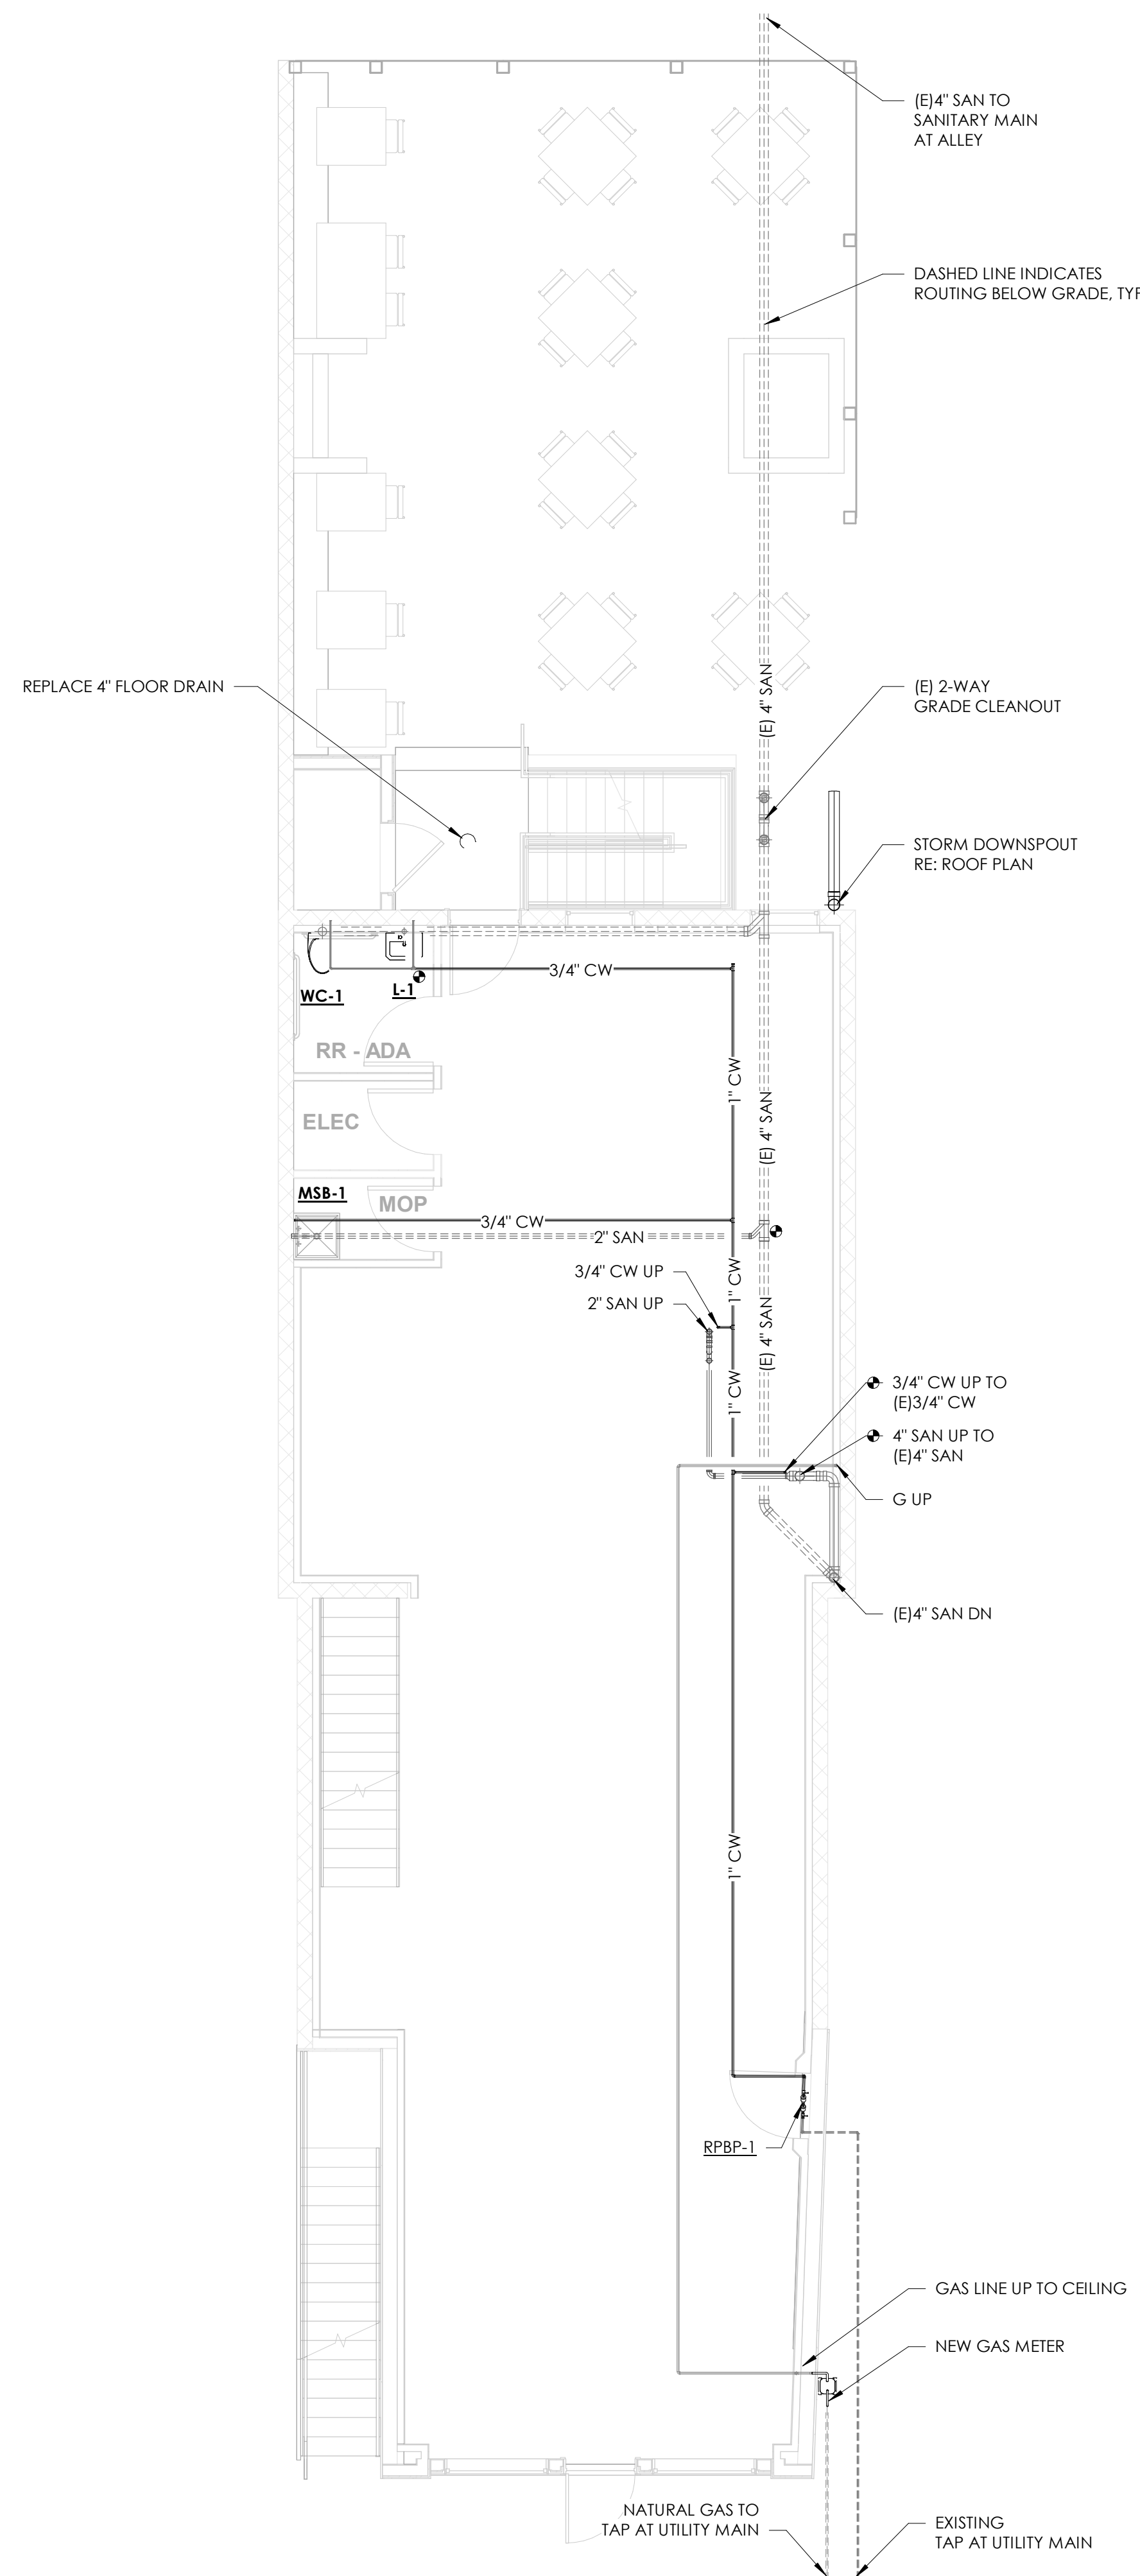 (E)4" SAN TO
SANITARY MAIN
AT ALLEY
DASHED LINE INDICATES
ROUTING BELOW GRADE, TYP
REPLACE 4" FLOOR DRAIN
(E) 4" SAN
(E) 2-WAY
GRADE CLEANOUT
STORM DOWNSPOUT
RE: ROOF PLAN
3/4" CW
WC-1
L-1
RR - ADA
1" CW
(E) 4" SAN
ELEC
MSB-1
MOP
3/4" CW
2" SAN
3/4" CW UP
1" CW
2" SAN UP
(E) 4" SAN
1" CW
3/4" CW UP TO
(E)3/4" CW
4" SAN UP TO
(E)4" SAN
G UP
(E)4" SAN DN
1" CW
RPBP-1
GAS LINE UP TO CEILING
NEW GAS METER
NATURAL GAS TO
TAP AT UTILITY MAIN
EXISTING
TAP AT UTILITY MAIN